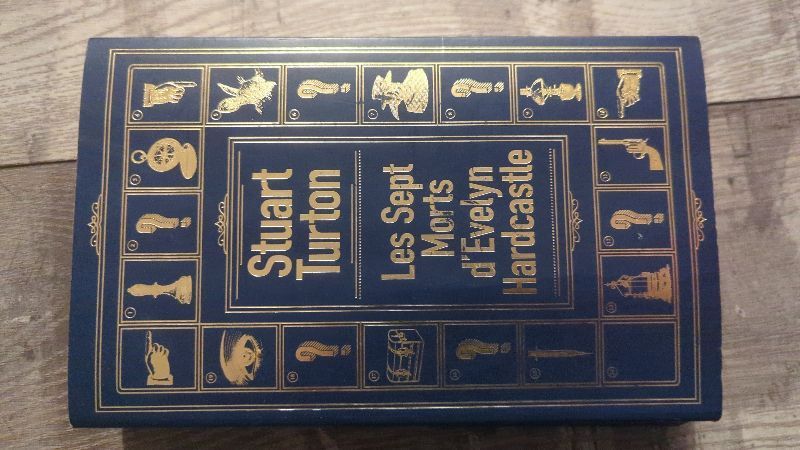 Stuart
Turton
Les Sept
Morts
d'Evelyn
Hardcastle